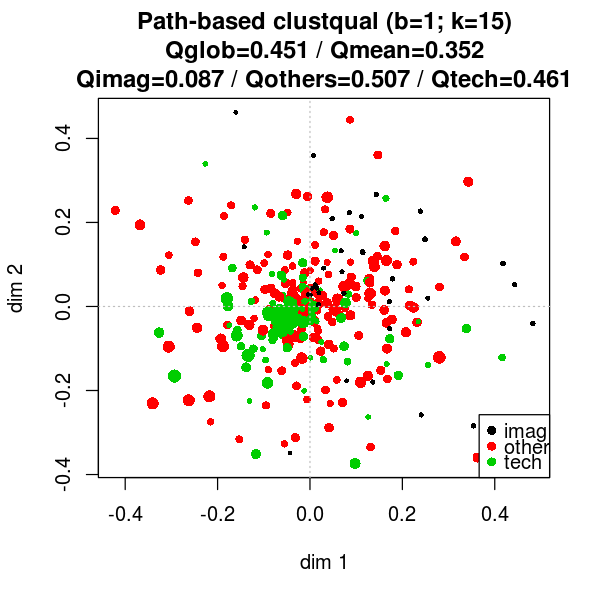 Path-based clustqual (b=1; k=15)
Qglob=0.451 / Qmean=0.352
Qimag=0.087 / Qothers=0.507 / Qtech=0.461
0.4
0.2
0.0
-0.2
-0.4
dim 2
imag
other
tech
-0.4
-0.2
0.0
0.2
0.4
dim 1